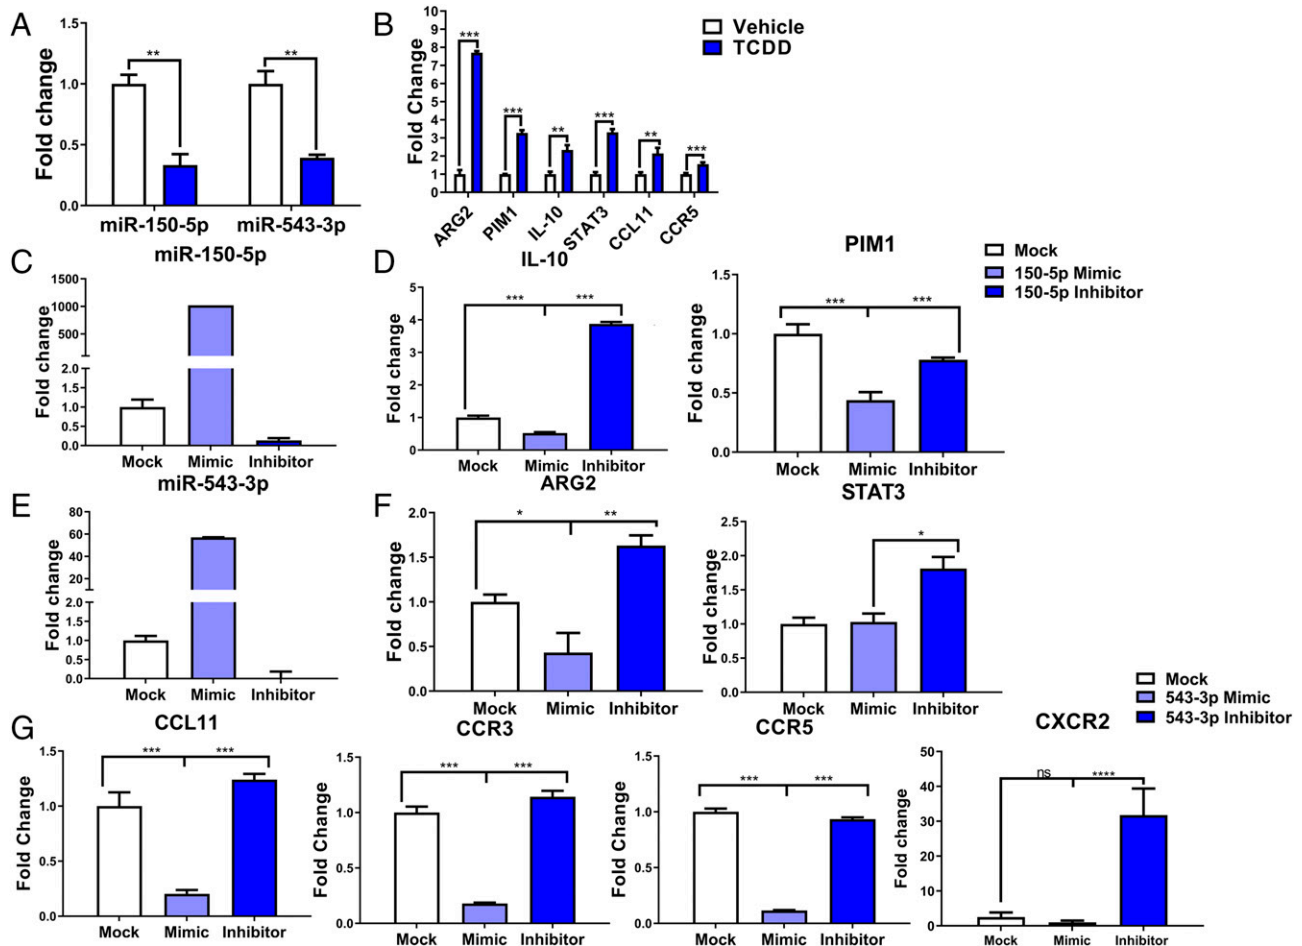 A
Fold change
1.5
1.0
0.5
0.0
**
**
miR-150-5p
miR-543-3p
B
Fold Change
10
9
8
7
6
5
4
3
2
1
0
***
***
**
***
**
***
ARG2
PIM1
IL-10
STAT3
CCL11
CCR5
Vehicle
TCDD
C
miR-150-5p
Fold change
1500
1000
500
2.0
1.5
1.0
0.5
0.0
Mock
Mimic
Inhibitor
D
IL-10
Fold change
5
4
3
2
1
0
***
***
Mock
Mimic
Inhibitor
PIM1
Fold change
1.5
1.0
0.5
0.0
***
***
Mock
Mimic
Inhibitor
Mock
150-5p Mimic
150-5p Inhibitor
E
miR-543-3p
Fold change
80
60
40
20
2.0
1.5
1.0
0.5
0.0
Mock
Mimic
Inhibitor
F
ARG2
Fold change
2.0
1.5
1.0
0.5
0.0
*
**
Mock
Mimic
Inhibitor
STAT3
Fold change
2.5
2.0
1.5
1.0
0.5
0.0
*
Mock
Mimic
Inhibitor
Mock
543-3p Mimic
543-3p Inhibitor
G
CCL11
Fold Change
1.5
1.0
0.5
0.0
***
***
Mock
Mimic
Inhibitor
CCR3
Fold Change
1.5
1.0
0.5
0.0
***
***
Mock
Mimic
Inhibitor
CCR5
Fold Change
1.5
1.0
0.5
0.0
***
***
Mock
Mimic
Inhibitor
CXCR2
Fold change
50
40
30
20
10
0
ns
****
Mock
Mimic
Inhibitor